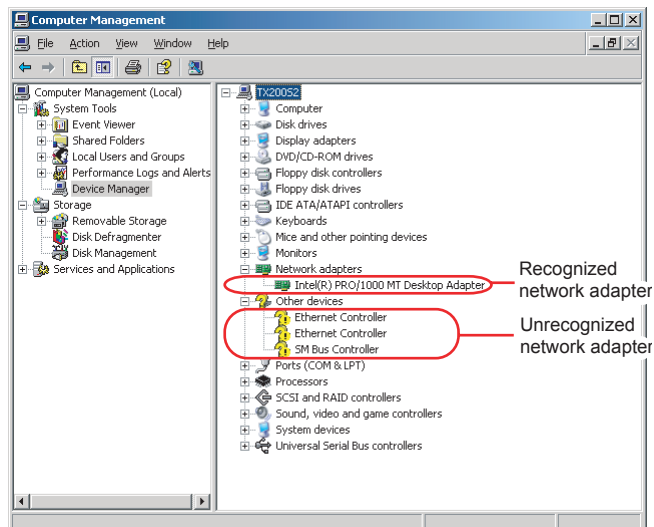 Computer Management
File Action View Window Help
Computer Management (Local)
System Tools
Event Viewer
Shared Folders
Local Users and Groups
Performance Logs and Alerts
Device Manager
Storage
Removable Storage
Disk Defragmenter
Disk Management
Services and Applications
TX200S2
Computer
Disk drives
Display adapters
DVD/CD-ROM drives
Floppy disk controllers
Floppy disk drives
IDE ATA/ATAPI controllers
Keyboards
Mice and other pointing devices
Monitors
Network adapters
Intel(R) PRO/1000 MT Desktop Adapter
Other devices
Ethernet Controller
Ethernet Controller
SM Bus Controller
Ports (COM & LPT)
Processors
SCSI and RAID controllers
Sound, video and game controllers
System devices
Universal Serial Bus controllers
Recognized
network adapter
Unrecognized
network adapter